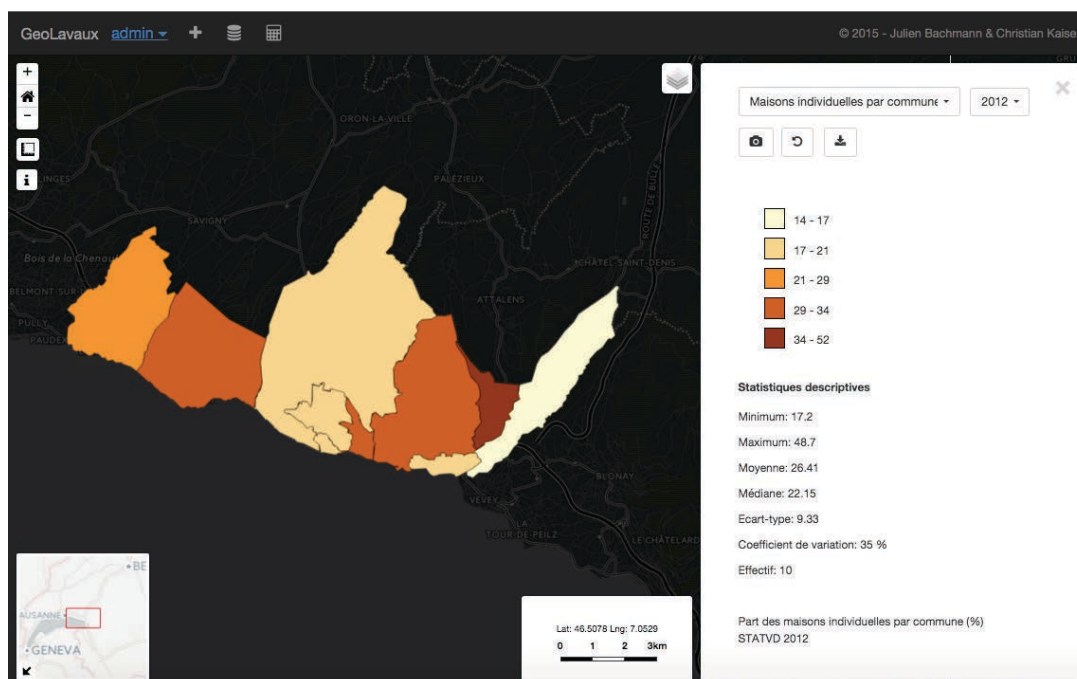 GeoLavaux admin
© 2015 - Julien Bachmann & Christian Kaise
+
-
i
ORON-LA-VILLE
PALÉZIEUX
LINGES
SAVIGNY
ROUTE DE BULLE
Bois de la Chenau
CHÂTEL-SAINT-DENIS
BELMONT-SUR
ATTALENS
PULLY
PAUDEX
BLONAY
VEVEY
LA
TOUR-DE-PEILZ
LE CHÂTELARD
Maisons individuelles par commune
2012
14 - 17
17 - 21
21 - 29
29 - 34
34 - 52
Statistiques descriptives
Minimum: 17.2
Maximum: 48.7
Moyenne: 26.41
Médiane: 22.15
Ecart-type: 9.33
Coefficient de variation: 35 %
Effectif: 10
Part des maisons individuelles par commune (%)
STATVD 2012
BE
AUSANNE
GENEVA
Lat: 46.5078 Lng: 7.0529
0 1 2 3km